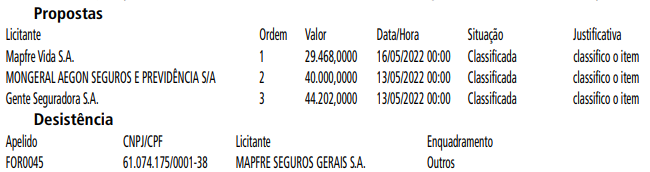 Propostas
Licitante Ordem Valor Data/Hora Situação Justificativa
Mapfre Vida S.A. 1 29.468,0000 16/05/2022 00:00 Classificada classifico o item
MONGERAL AEGON SEGUROS E PREVIDÊNCIA S/A 2 40.000,0000 13/05/2022 00:00 Classificada classifico o item
Gente Seguradora S.A. 3 44.202,0000 13/05/2022 00:00 Classificada classifico o item
Desistência
Apelido CNPJ/CPF Licitante Enquadramento
FOR0045 61.074.175/0001-38 MAPFRE SEGUROS GERAIS S.A. Outros